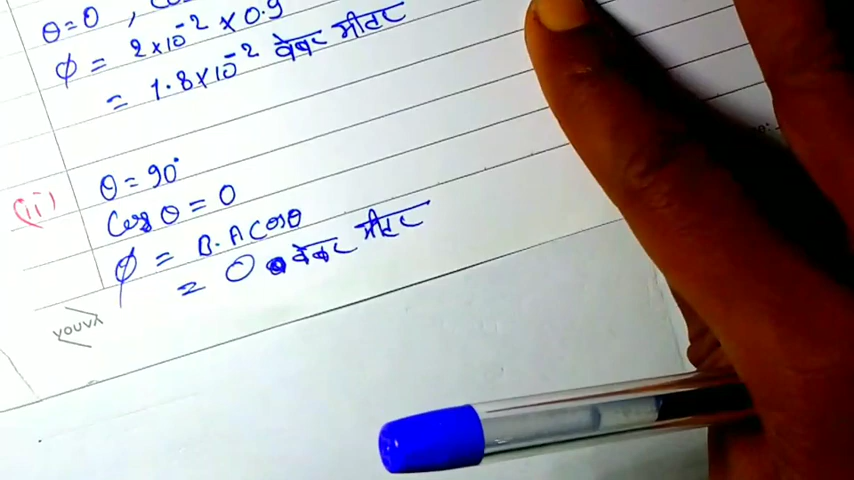 θ = 0 ,
φ = 2×10⁻² × 0.9
= 1.8×10⁻² वेबर मीटर
(ii) θ = 90°
Cos θ = 0
φ = B.A Cosθ
= 0 वेबर मीटर
YOUVA